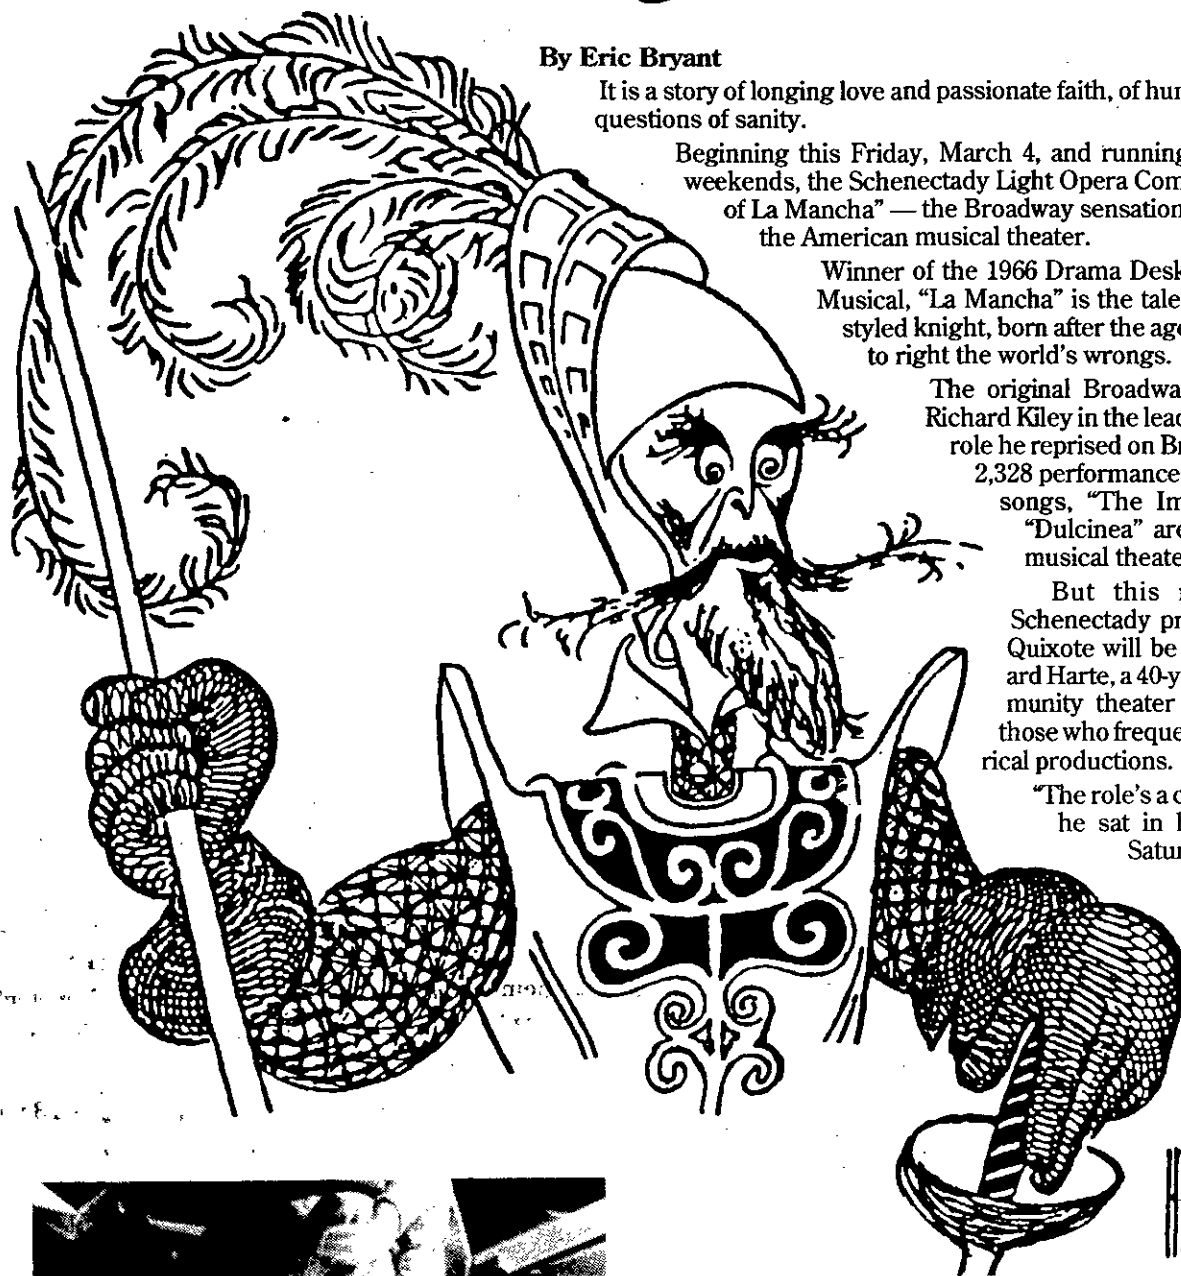 By Eric Bryant
It is a story of longing love and passionate faith, of hur
questions of sanity.
Beginning this Friday, March 4, and running
weekends, the Schenectady Light Opera Com
of La Mancha” — the Broadway sensation
the American musical theater.
Winner of the 1966 Drama Desk
Musical, “La Mancha” is the tale
styled knight, born after the age
to right the world's wrongs.
The original Broadwa
Richard Kiley in the lead
role he reprised on Br
2,328 performance
songs, “The Im
“Dulcinea” are
musical theate
But this
Schenectady pr
Quixote will be
ard Harte, a 40-y
munity theater
those who freque
rical productions.
“The role's a c
he sat in
Satur